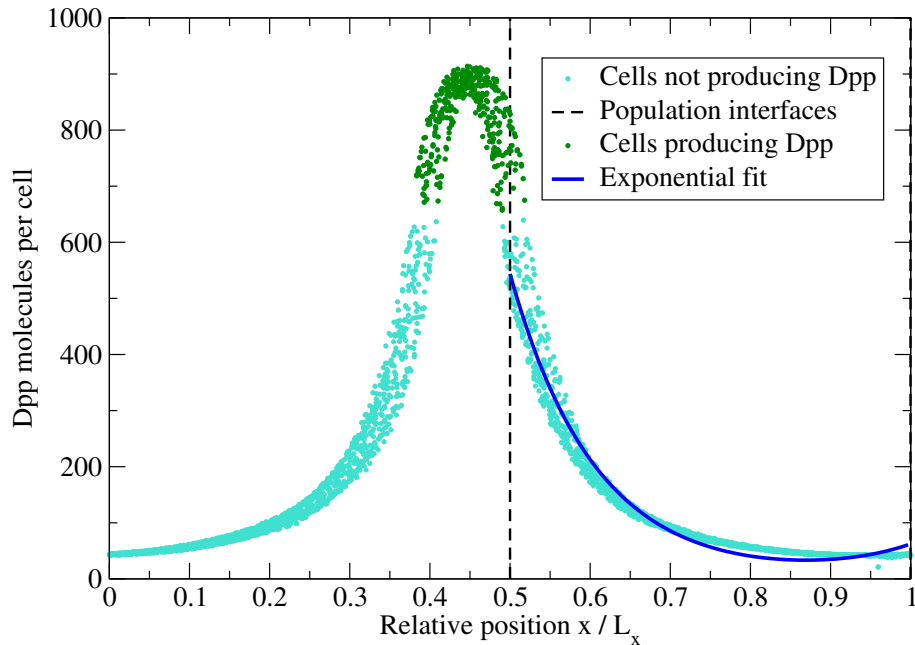 1000
800
600
400
200
0
Dpp molecules per cell
Cells not producing Dpp
Population interfaces
Cells producing Dpp
Exponential fit
0 0.1 0.2 0.3 0.4 0.5 0.6 0.7 0.8 0.9 1
Relative position x / L_x